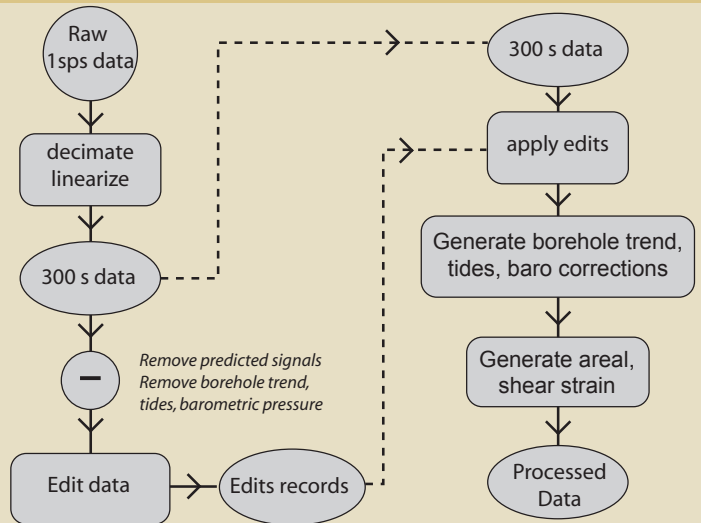 Raw
1sps data
decimate
linearize
300 s data
–
Remove predicted signals
Remove borehole trend,
tides, barometric pressure
Edit data
Edits records
300 s data
apply edits
Generate borehole trend,
tides, baro corrections
Generate areal,
shear strain
Processed
Data